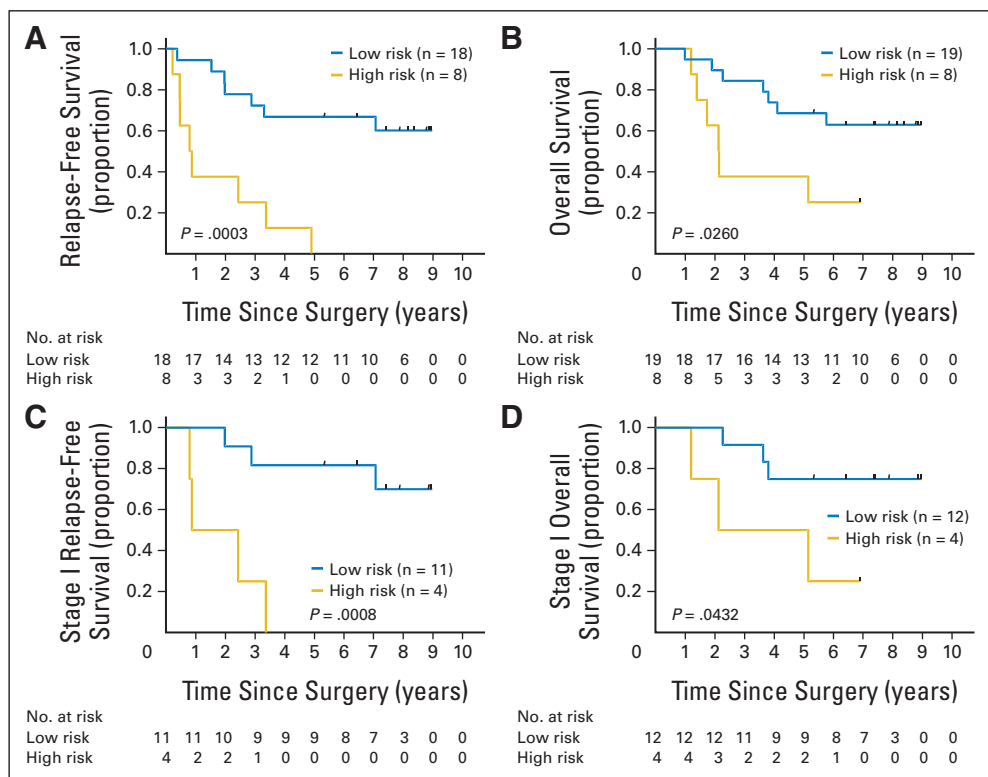 A
Relapse-Free Survival
(proportion)
1.0
0.8
0.6
0.4
0.2
Low risk (n = 18)
High risk (n = 8)
P = .0003
1 2 3 4 5 6 7 8 9 10
Time Since Surgery (years)
No. at risk
Low risk 18 17 14 13 12 12 11 10 6 0 0
High risk 8 3 3 2 1 0 0 0 0 0 0
B
Overall Survival
(proportion)
1.0
0.8
0.6
0.4
0.2
Low risk (n = 19)
High risk (n = 8)
P = .0260
0 1 2 3 4 5 6 7 8 9 10
Time Since Surgery (years)
No. at risk
Low risk 19 18 17 16 14 13 11 10 6 0 0
High risk 8 8 5 3 3 3 2 0 0 0 0
C
Stage I Relapse-Free
Survival (proportion)
1.0
0.8
0.6
0.4
0.2
Low risk (n = 11)
High risk (n = 4)
P = .0008
0 1 2 3 4 5 6 7 8 9 10
Time Since Surgery (years)
No. at risk
Low risk 11 11 10 9 9 9 8 7 3 0 0
High risk 4 2 2 1 0 0 0 0 0 0 0
D
Stage I Overall
Survival (proportion)
1.0
0.8
0.6
0.4
0.2
Low risk (n = 12)
High risk (n = 4)
P = .0432
0 1 2 3 4 5 6 7 8 9 10
Time Since Surgery (years)
No. at risk
Low risk 12 12 12 11 9 9 8 7 3 0 0
High risk 4 4 3 2 2 2 1 0 0 0 0